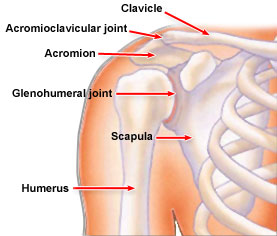 Clavicle
Acromioclavicular joint
Acromion
Glenohumeral joint
Scapula
Humerus